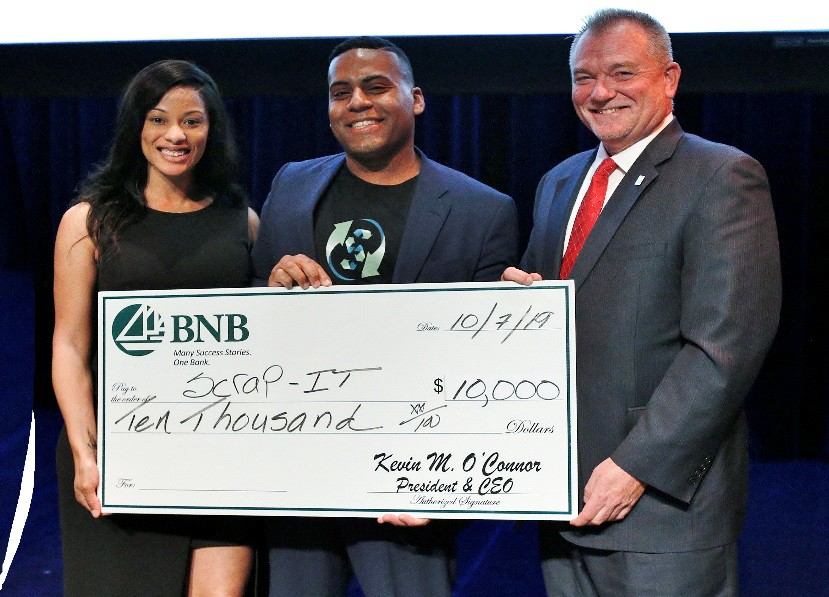 4 BNB
Many Success Stories.
One Bank.
Date: 10/7/19
Pay to
the order of: Scrap-IT $ 10,000
Ten Thousand xx/100 Dollars
Kevin M. O'Connor
President & CEO
For:
Authorized Signature